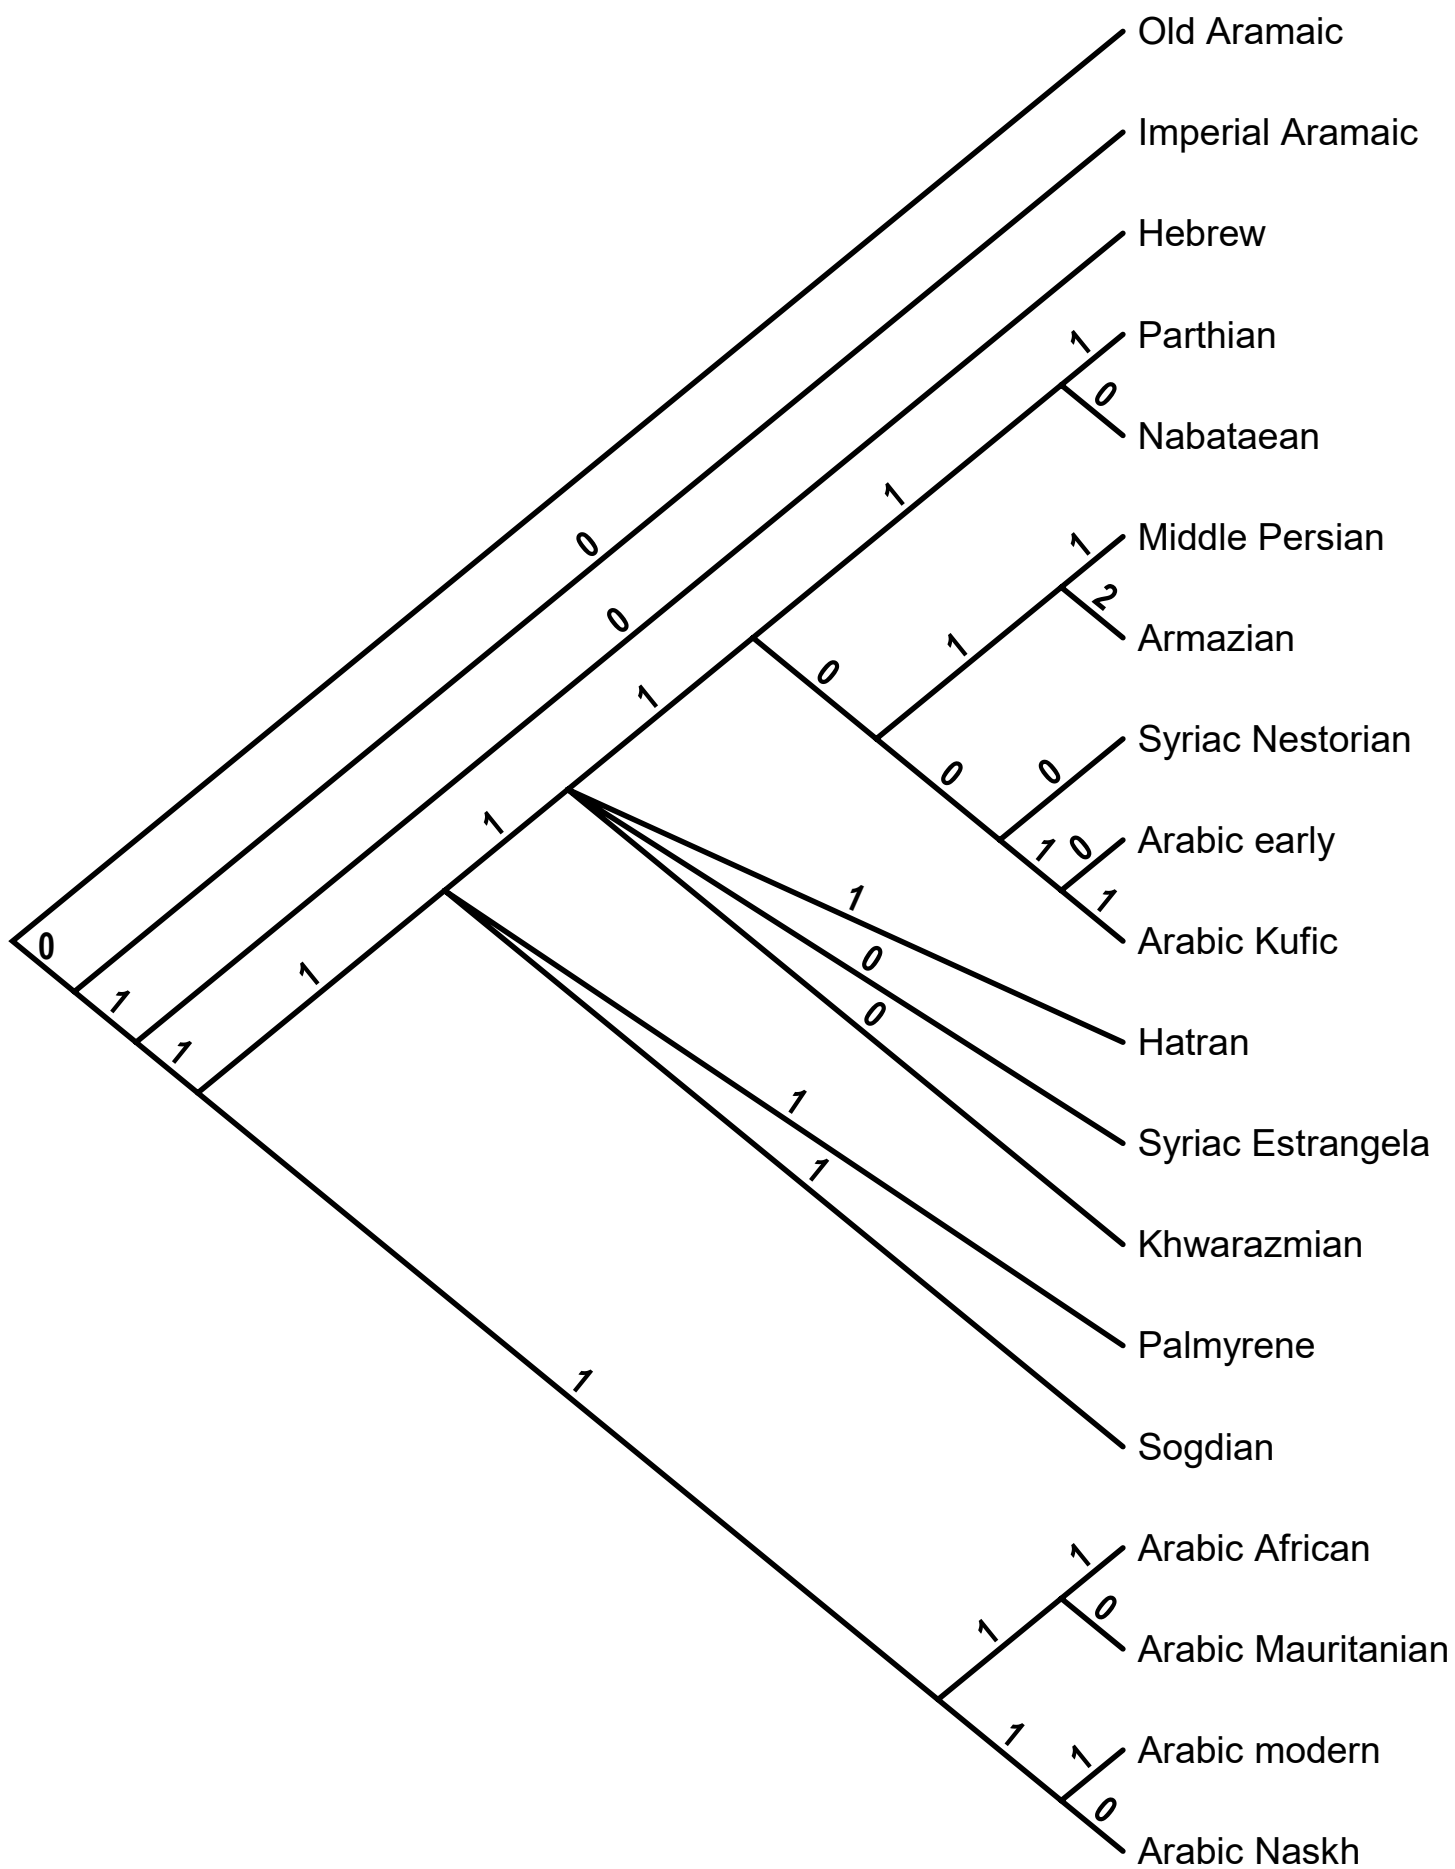 Old Aramaic
Imperial Aramaic
Hebrew
1 Parthian
0
Nabataean
1
1 Middle Persian
0
2
Armazian
0
1
0
1
Syriac Nestorian
0
0
1
1 0 Arabic early
1
1
Arabic Kufic
0
0
1
1
0
Hatran
1
1
1
Syriac Estrangela
1
Khwarazmian
Palmyrene
1
Sogdian
1 Arabic African
0
1
Arabic Mauritanian
1
1 Arabic modern
0
Arabic Naskh